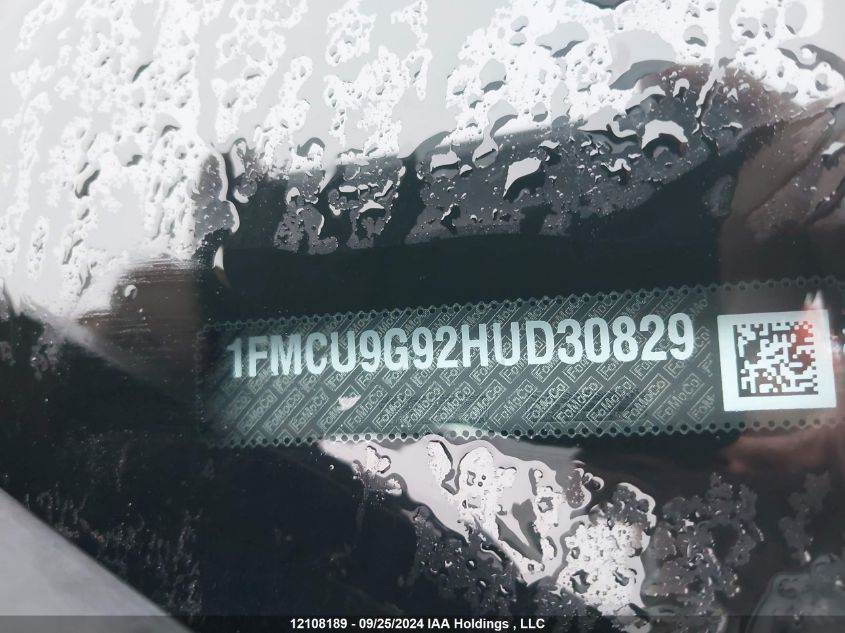 1FMCU9G92HUD30829
12108189 - 09/25/2024 IAA Holdings , LLC